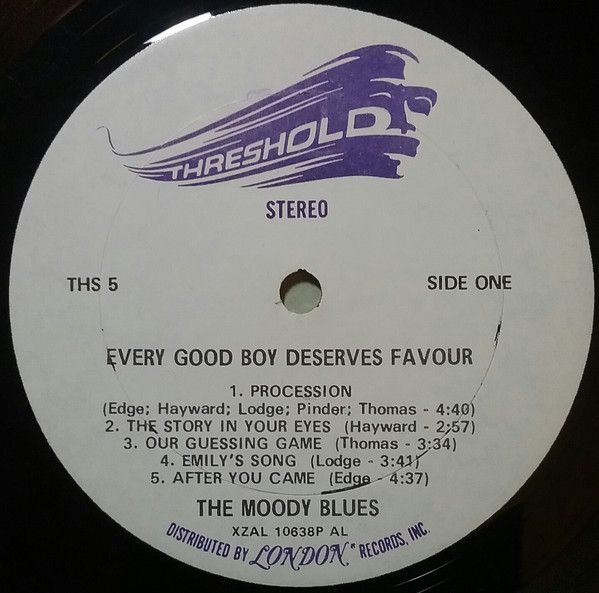 THRESHOLD
STEREO
THS 5
SIDE ONE
EVERY GOOD BOY DESERVES FAVOUR
1. PROCESSION
(Edge; Hayward; Lodge; Pinder; Thomas - 4:40)
2. THE STORY IN YOUR EYES (Hayward - 2:57)
3. OUR GUESSING GAME (Thomas - 3:34)
4. EMILY'S SONG (Lodge - 3:41)
5. AFTER YOU CAME (Edge - 4:37)
THE MOODY BLUES
XZAL 10638P AL
DISTRIBUTED BY LONDON® RECORDS, INC.